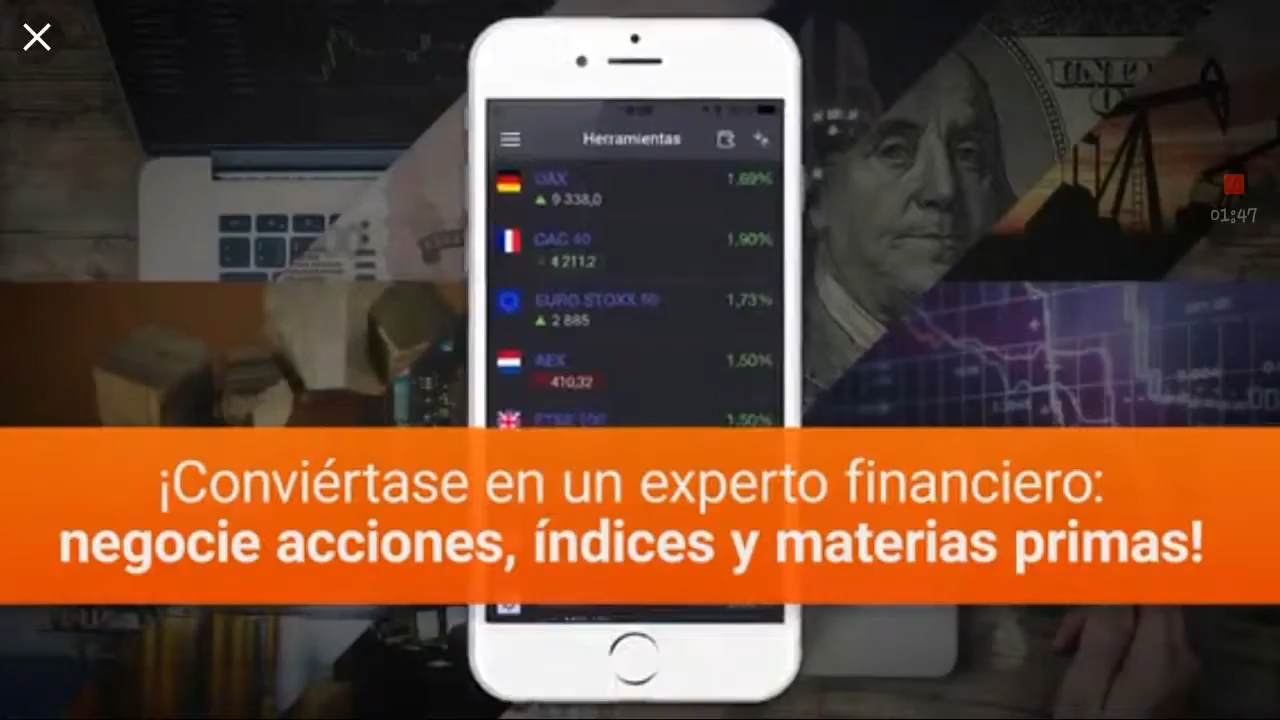 Herramientas
DAX
1.69%
9 338,0
CAC 40
1,90%
4 211,2
EURO STOXX 50
1,73%
2 885
AEX
1,50%
410,32
FTSE 100
1,50%
01:47
¡Conviértase en un experto financiero:
negocie acciones, índices y materias primas!